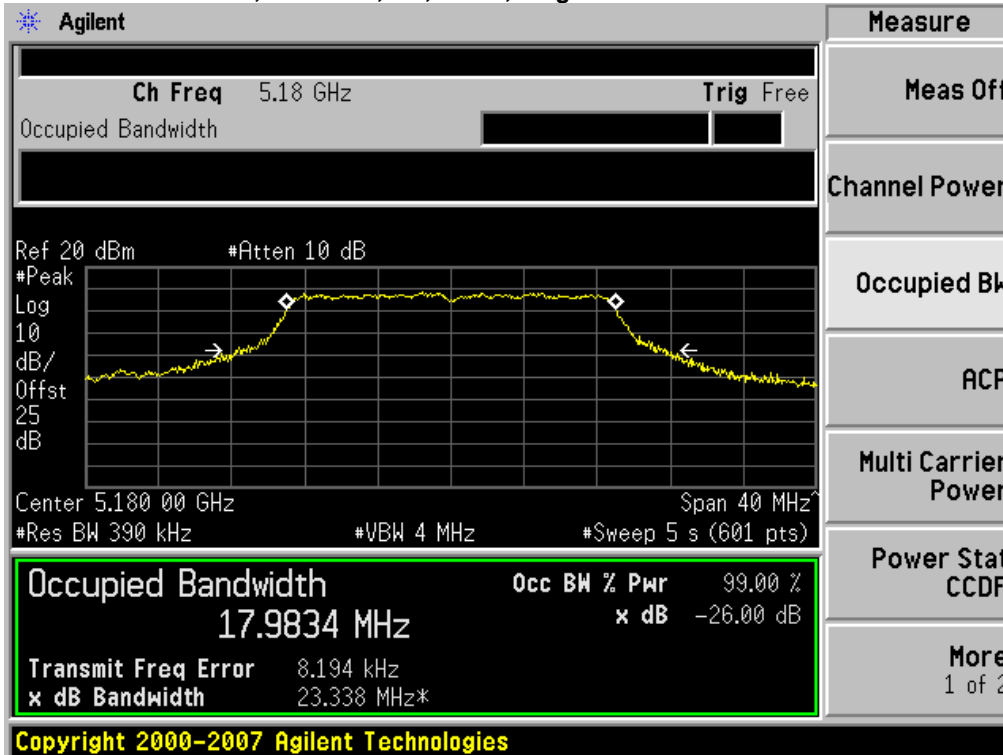 Agilent
Measure
Ch Freq 5.18 GHz
Trig Free
Meas Off
Occupied Bandwidth
Channel Power
Ref 20 dBm
#Atten 10 dB
#Peak
Log
10
dB/
Offst
25
dB
Occupied BW
ACP
Multi Carrier
Power
Center 5.180 00 GHz
Span 40 MHz^
#Res BW 390 kHz
#VBW 4 MHz
#Sweep 5 s (601 pts)
Occupied Bandwidth
17.9834 MHz
Occ BW % Pwr 99.00 %
x dB -26.00 dB
Transmit Freq Error 8.194 kHz
x dB Bandwidth 23.338 MHz*
Power Stat
CCDF
More
1 of 2
Copyright 2000-2007 Agilent Technologies